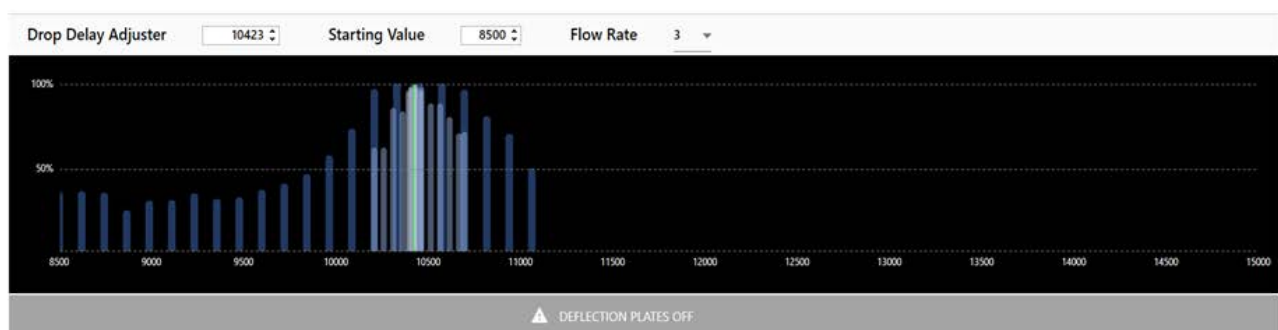 Drop Delay Adjuster 10423 Starting Value 8500 Flow Rate 3
100%
50%
8500 9000 9500 10000 10500 11000 11500 12000 12500 13000 13500 14000 14500 15000
DEFLECTION PLATES OFF